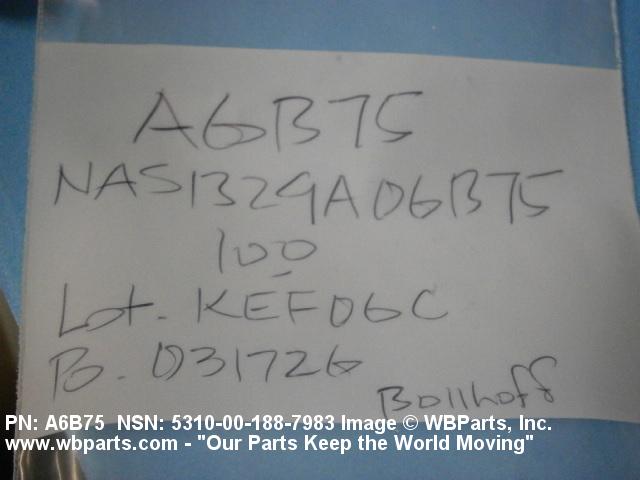 A6B75
NAS1329A06B75
100
Lot. KEF06C
Po. 031726
Bollhoff
PN: A6B75 NSN: 5310-00-188-7983 Image © WBParts, Inc.
www.wbparts.com - "Our Parts Keep the World Moving"